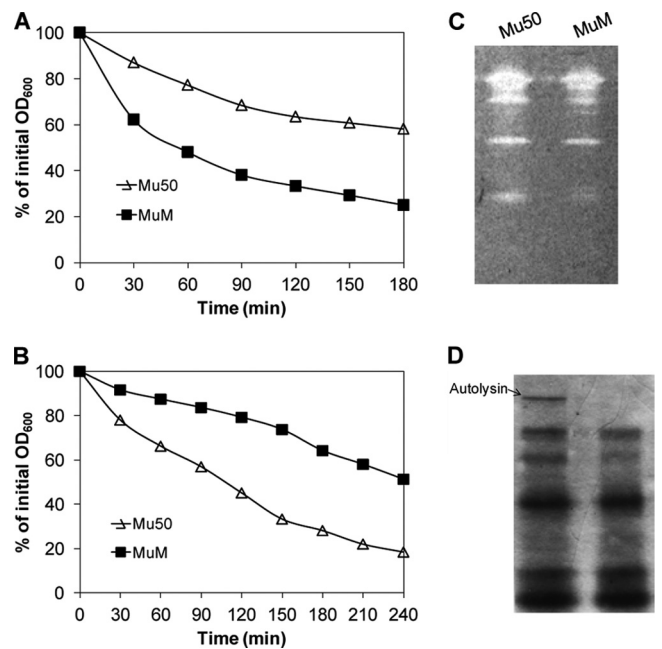 A
% of initial OD600
100
80
60
40
20
0
Mu50
MuM
0 30 60 90 120 150 180
Time (min)
B
% of initial OD600
100
80
60
40
20
0
Mu50
MuM
0 30 60 90 120 150 180 210 240
Time (min)
C
Mu50 MuM
D
Autolysin